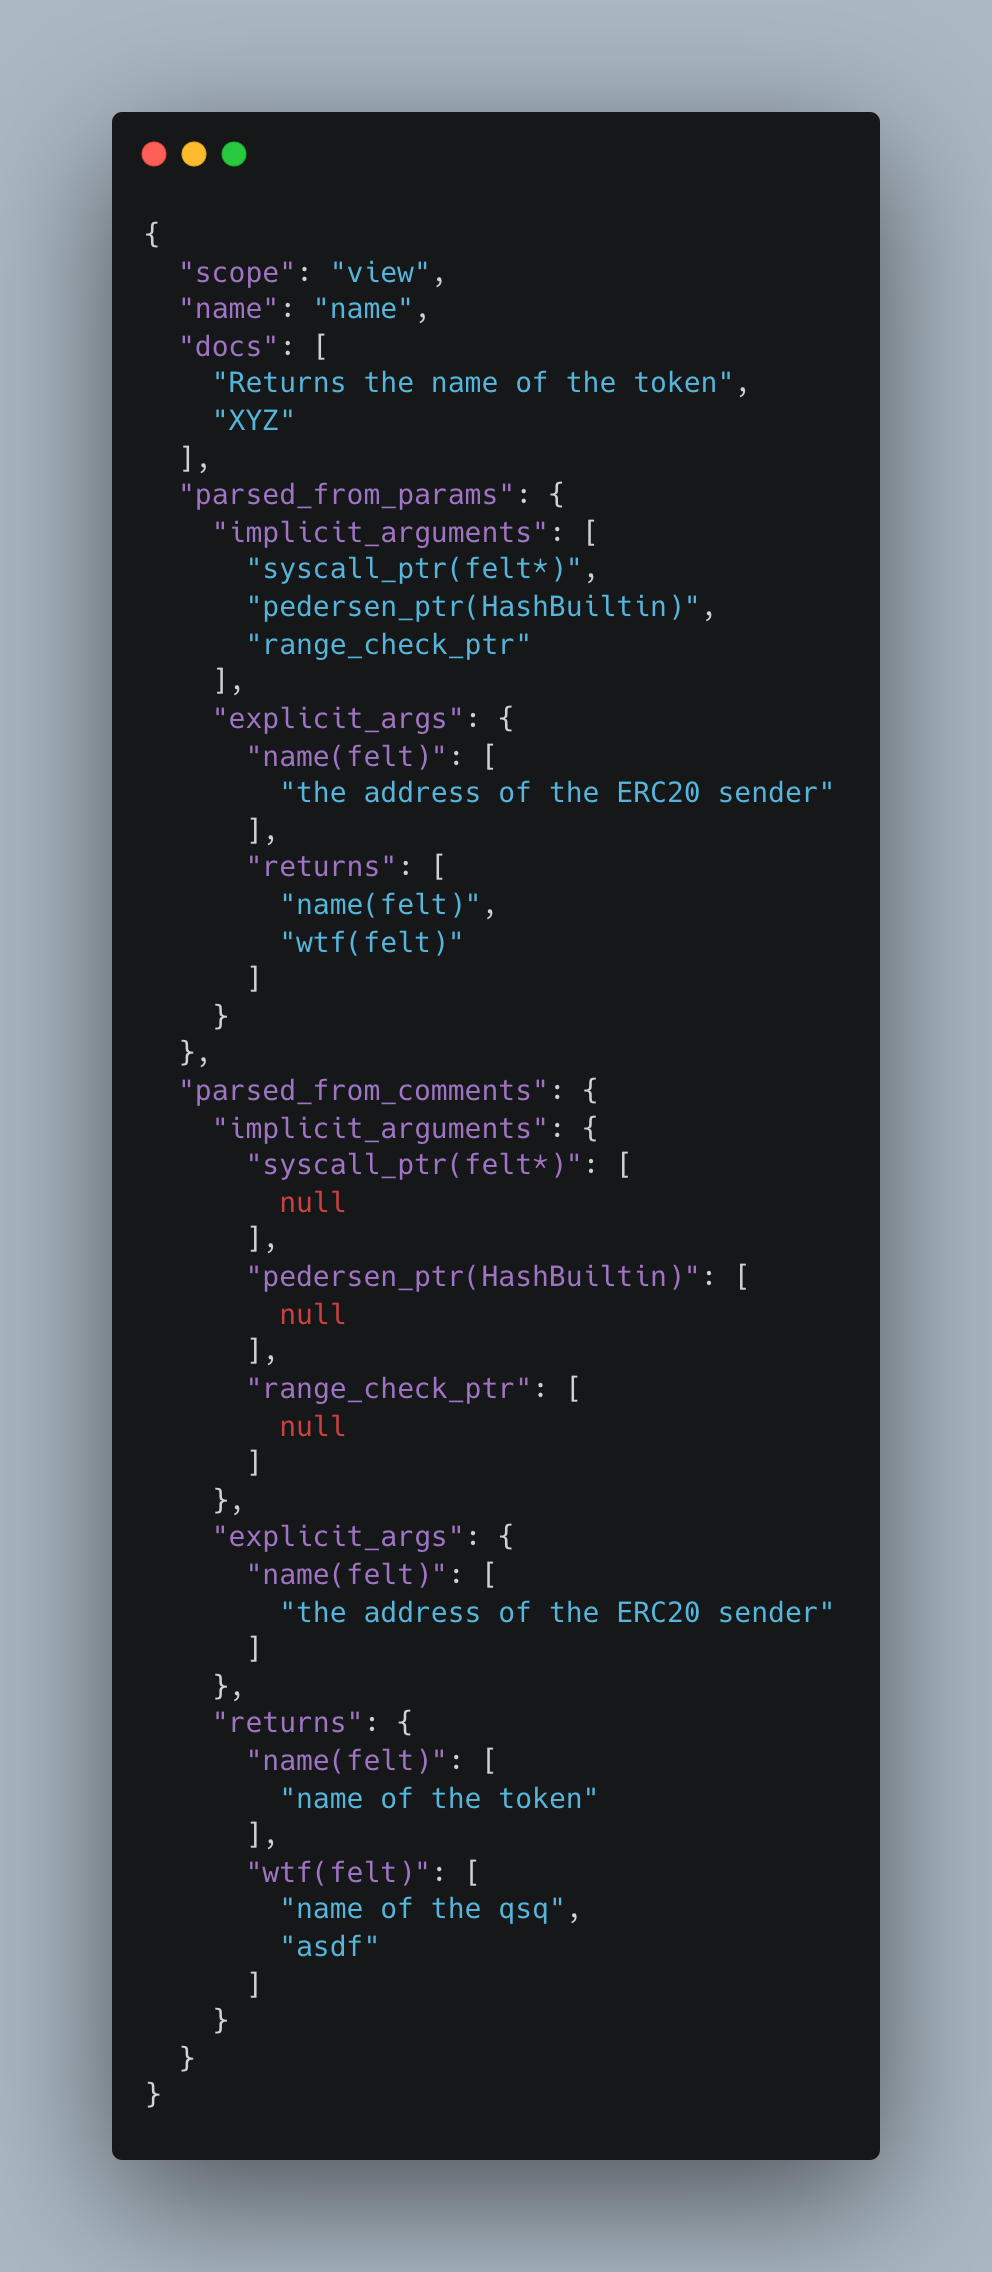 {
  "scope": "view",
  "name": "name",
  "docs": [
    "Returns the name of the token",
    "XYZ"
  ],
  "parsed_from_params": {
    "implicit_arguments": [
      "syscall_ptr(felt*)",
      "pedersen_ptr(HashBuiltin)",
      "range_check_ptr"
    ],
    "explicit_args": {
      "name(felt)": [
        "the address of the ERC20 sender"
      ],
      "returns": [
        "name(felt)",
        "wtf(felt)"
      ]
    }
  },
  "parsed_from_comments": {
    "implicit_arguments": {
      "syscall_ptr(felt*)": [
        null
      ],
      "pedersen_ptr(HashBuiltin)": [
        null
      ],
      "range_check_ptr": [
        null
      ]
    },
    "explicit_args": {
      "name(felt)": [
        "the address of the ERC20 sender"
      ]
    },
    "returns": {
      "name(felt)": [
        "name of the token"
      ],
      "wtf(felt)": [
        "name of the qsq",
        "asdf"
      ]
    }
  }
}